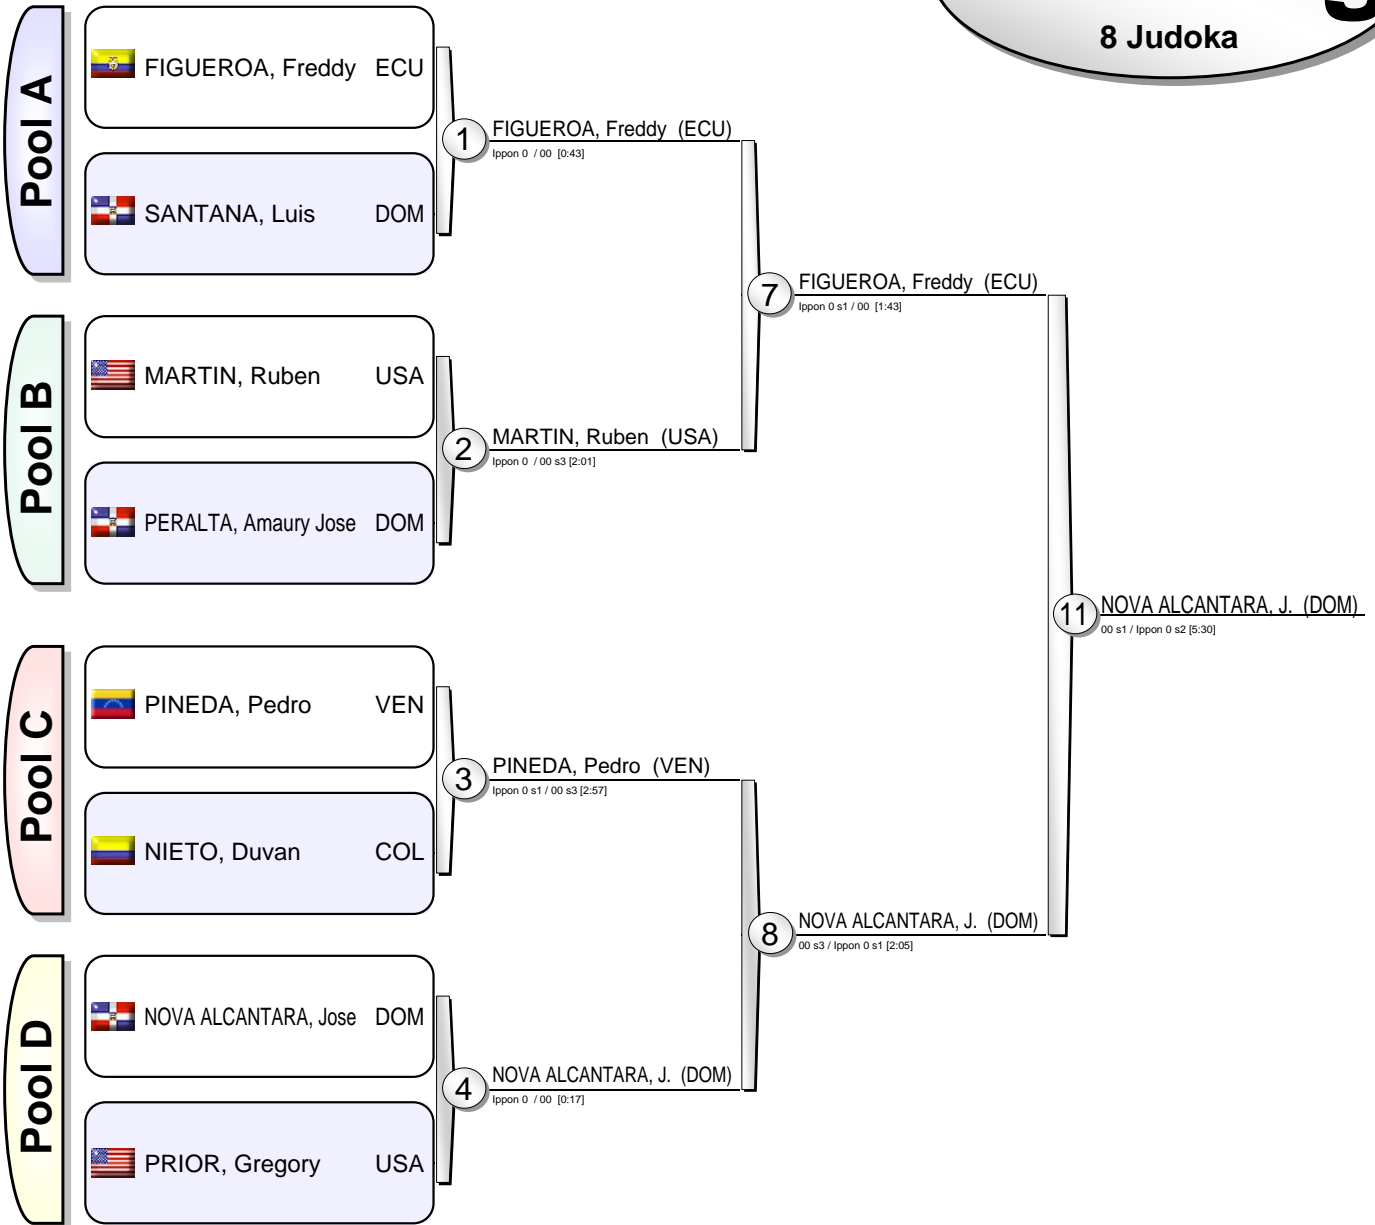 8 Judoka
Pool A
FIGUEROA, Freddy ECU
SANTANA, Luis DOM
1 FIGUEROA, Freddy (ECU)
Ippon 0 / 00 [0:43]
Pool B
MARTIN, Ruben USA
PERALTA, Amaury Jose DOM
2 MARTIN, Ruben (USA)
Ippon 0 / 00 s3 [2:01]
7 FIGUEROA, Freddy (ECU)
Ippon 0 s1 / 00 [1:43]
Pool C
PINEDA, Pedro VEN
NIETO, Duvan COL
3 PINEDA, Pedro (VEN)
Ippon 0 s1 / 00 s3 [2:57]
Pool D
NOVA ALCANTARA, Jose DOM
PRIOR, Gregory USA
4 NOVA ALCANTARA, J. (DOM)
Ippon 0 / 00 [0:17]
8 NOVA ALCANTARA, J. (DOM)
00 s3 / Ippon 0 s1 [2:05]
11 NOVA ALCANTARA, J. (DOM)
00 s1 / Ippon 0 s2 [5:30]